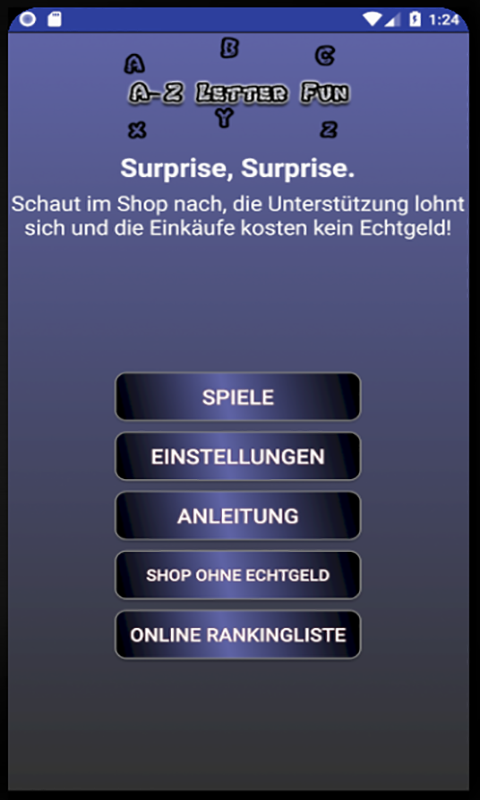 1:24
A B C
A-Z Letter Fun
X Y Z
Surprise, Surprise.
Schaut im Shop nach, die Unterstützung lohnt
sich und die Einkäufe kosten kein Echtgeld!
SPIELE
EINSTELLUNGEN
ANLEITUNG
SHOP OHNE ECHTGELD
ONLINE RANKINGLISTE